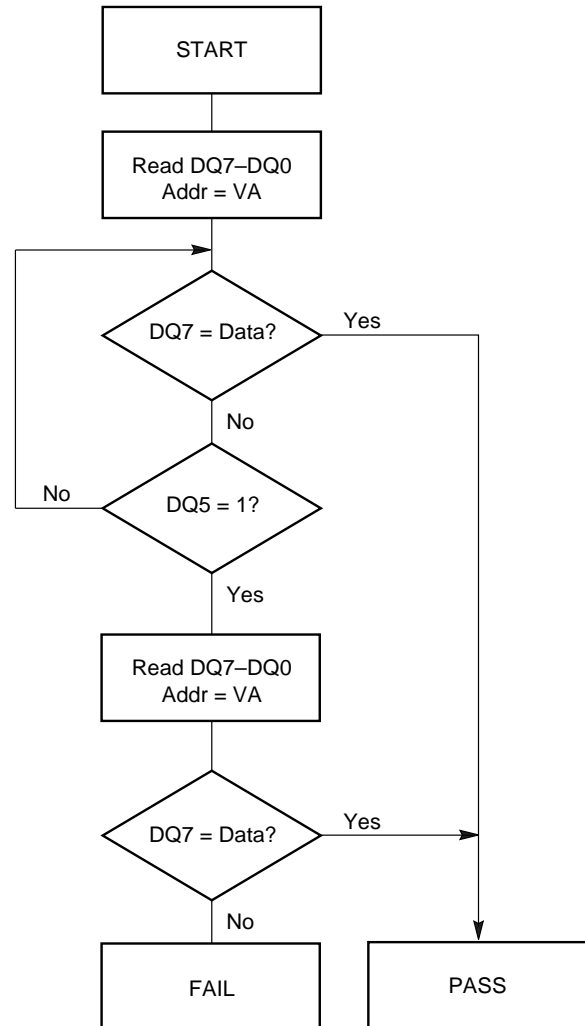 START
Read DQ7–DQ0
Addr = VA
DQ7 = Data?
Yes
No
No
DQ5 = 1?
Yes
Read DQ7–DQ0
Addr = VA
DQ7 = Data?
Yes
No
FAIL
PASS